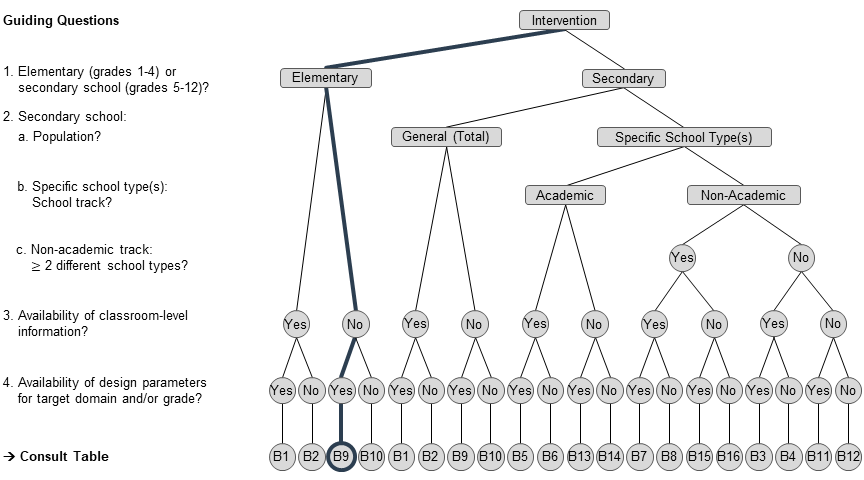 Guiding Questions
Intervention
1. Elementary (grades 1-4) or
secondary school (grades 5-12)?
Elementary
Secondary
2. Secondary school:
a. Population?
General (Total)
Specific School Type(s)
b. Specific school type(s):
School track?
Academic
Non-Academic
c. Non-academic track:
≥ 2 different school types?
Yes No
3. Availability of classroom-level
information?
Yes No Yes No Yes No Yes No Yes No
4. Availability of design parameters
for target domain and/or grade?
Yes No Yes No Yes No Yes No Yes No Yes No Yes No Yes No Yes No Yes No
→ Consult Table
B1 B2 B9 B10 B1 B2 B9 B10 B5 B6 B13 B14 B7 B8 B15 B16 B3 B4 B11 B12